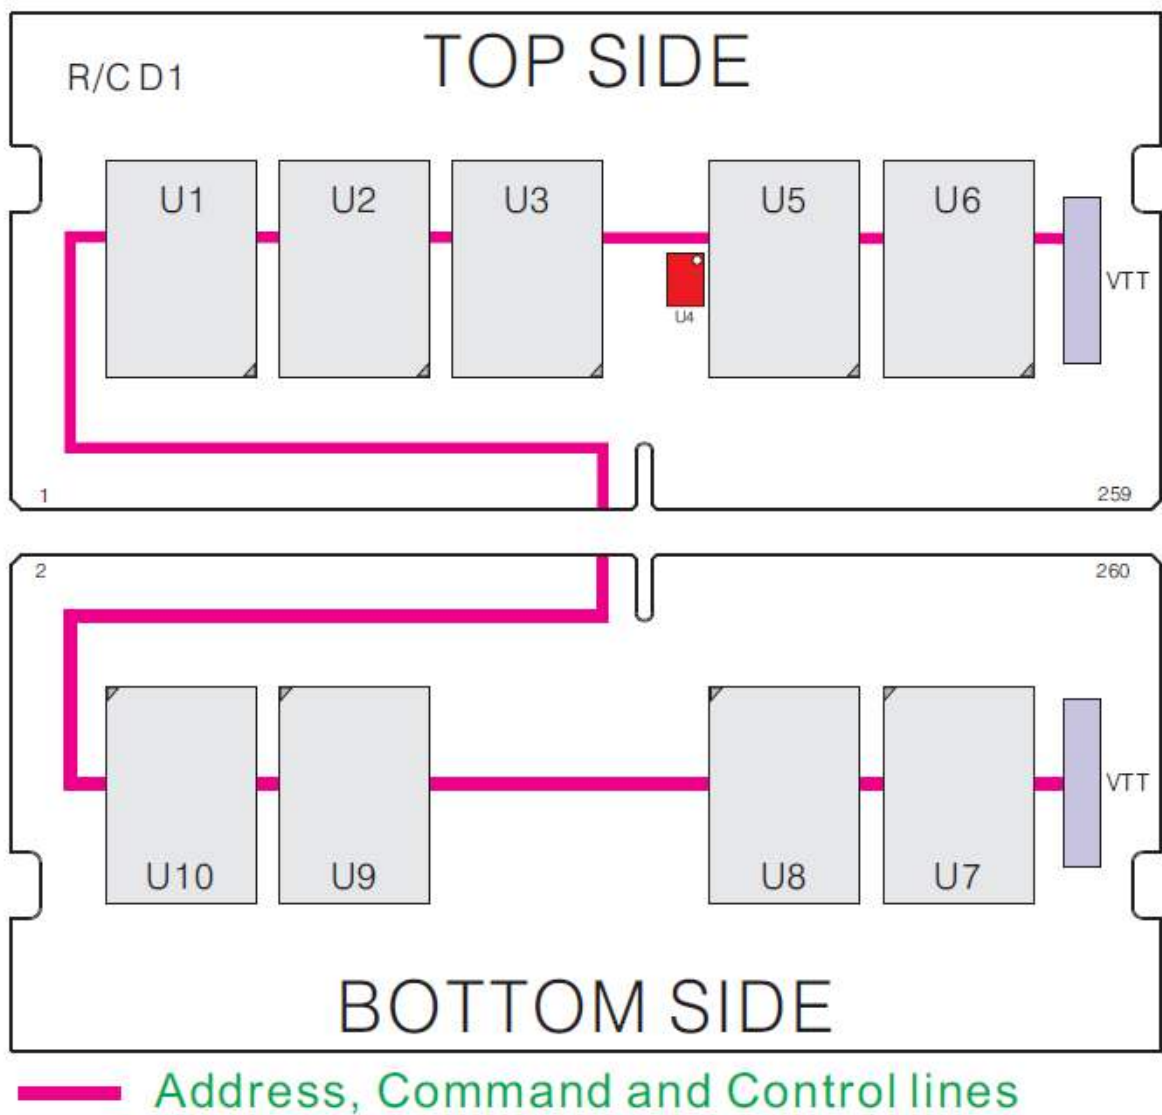 TOP SIDE
R/C D1
U1 U2 U3 U5 U6
VTT
U4
1 259
2 260
VTT
U10 U9 U8 U7
BOTTOM SIDE
Address, Command and Control lines